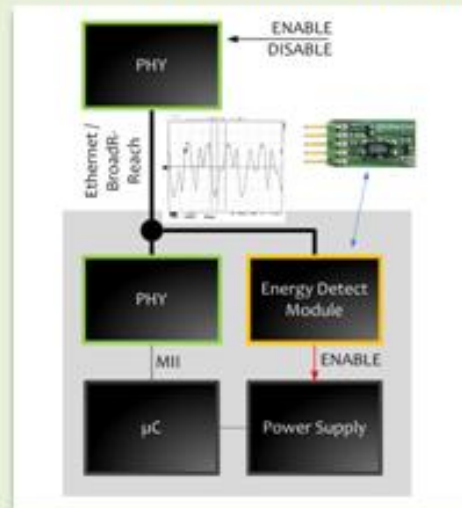 ENABLE
DISABLE
PHY
Ethernet /
BroadR-
Reach
PHY
Energy Detect
Module
MII
ENABLE
µC
Power Supply